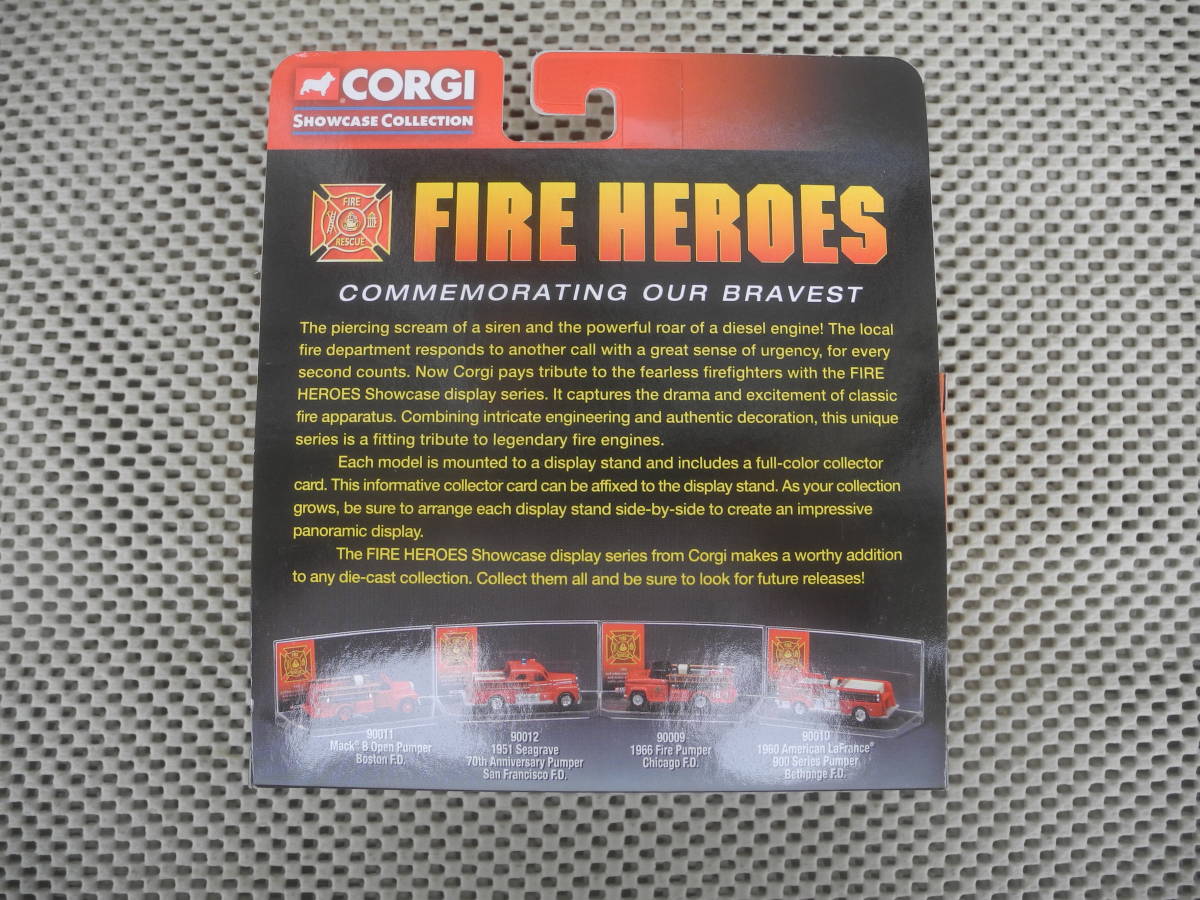 CORGI
SHOWCASE COLLECTION
FIRE
RESCUE
FIRE HEROES
COMMEMORATING OUR BRAVEST
The piercing scream of a siren and the powerful roar of a diesel engine! The local
fire department responds to another call with a great sense of urgency, for every
second counts. Now Corgi pays tribute to the fearless firefighters with the FIRE
HEROES Showcase display series. It captures the drama and excitement of classic
fire apparatus. Combining intricate engineering and authentic decoration, this unique
series is a fitting tribute to legendary fire engines.
Each model is mounted to a display stand and includes a full-color collector
card. This informative collector card can be affixed to the display stand. As your collection
grows, be sure to arrange each display stand side-by-side to create an impressive
panoramic display.
The FIRE HEROES Showcase display series from Corgi makes a worthy addition
to any die-cast collection. Collect them all and be sure to look for future releases!
90011
Mack® B Open Pumper
Boston F.D.
90012
1951 Seagrave
70th Anniversary Pumper
San Francisco F.D.
90009
1966 Fire Pumper
Chicago F.D.
90010
1960 American LaFrance®
900 Series Pumper
Bethpage F.D.